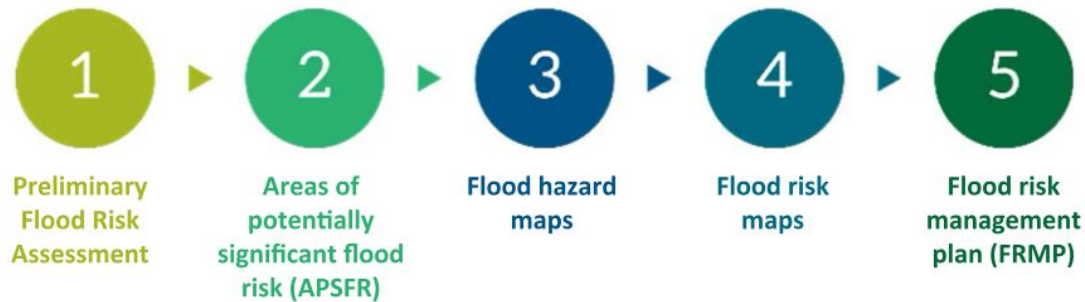 1
2
3
4
5
Preliminary
Flood Risk
Assessment
Areas of
potentially
significant flood
risk (APSFR)
Flood hazard
maps
Flood risk
maps
Flood risk
management
plan (FRMP)